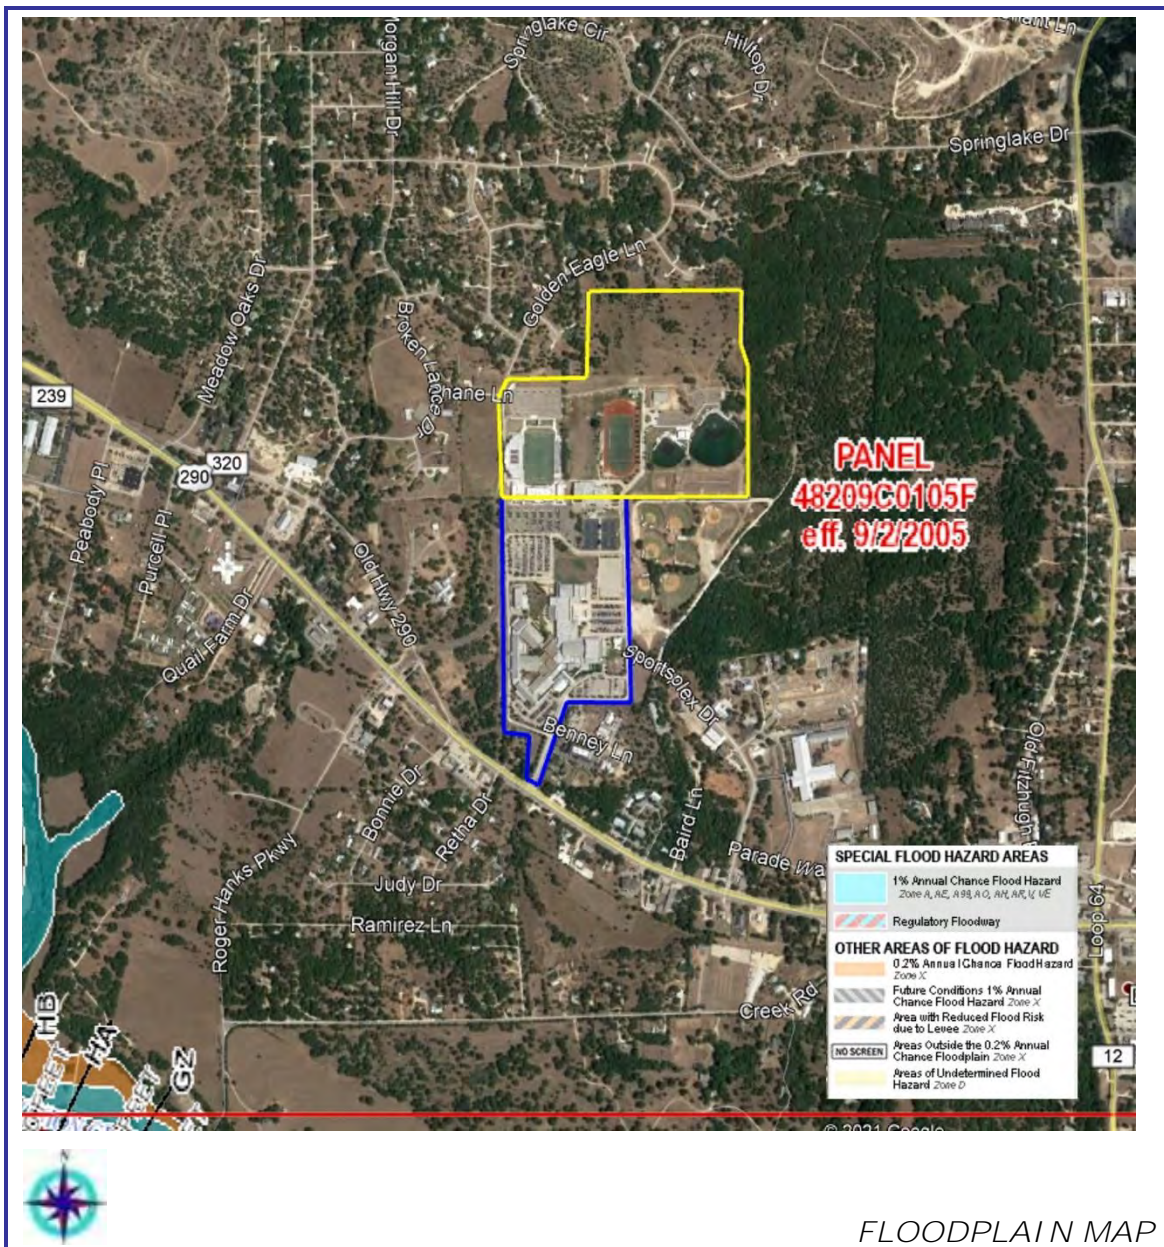 Morgan Hill Dr
Springlake Cir
Hilltop Dr
Springlake Dr
Golden Eagle Ln
Meadow Oaks Dr
Broken Lance Dr
hane Ln
239
290
320
Peabody Pl
Purcell Pl
Quail Farm Dr
Old Hwy 290
PANEL
48209C0105F
eff. 9/2/2005
Sportsplex Dr
Benney Ln
Old Fitzhugh
Bonnie Dr
Retha Dr
Baird Ln
Parade Wa
Roger Hanks Pkwy
Judy Dr
Ramirez Ln
Creek Rd
Loop 64
12
SPECIAL FLOOD HAZARD AREAS
1% Annual Chance Flood Hazard
Zone A, AE, A99, AO, AH, AR, V, VE
Regulatory Floodway
OTHER AREAS OF FLOOD HAZARD
0.2% Annual Chance Flood Hazard
Zone X
Future Conditions 1% Annual
Chance Flood Hazard Zone X
Area with Reduced Flood Risk
due to Levee Zone X
NO SCREEN
Areas Outside the 0.2% Annual
Chance Floodplain Zone X
Areas of Undetermined Flood
Hazard Zone D
HB
HA
GZ
© 2021 Google
N
FLOODPLAIN MAP